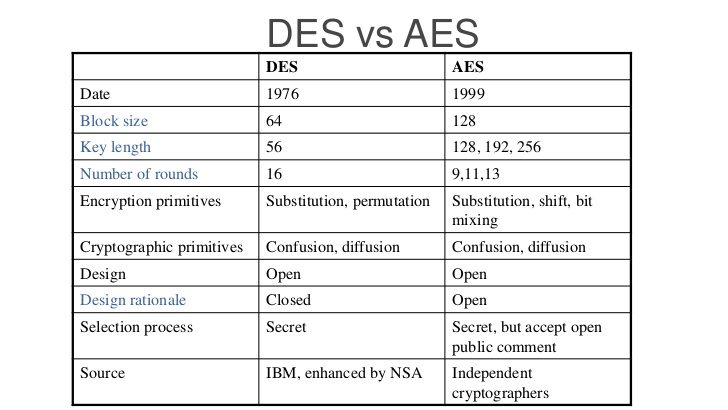 DES vs AES
DES AES
Date 1976 1999
Block size 64 128
Key length 56 128, 192, 256
Number of rounds 16 9,11,13
Encryption primitives Substitution, permutation Substitution, shift, bit
mixing
Cryptographic primitives Confusion, diffusion Confusion, diffusion
Design Open Open
Design rationale Closed Open
Selection process Secret Secret, but accept open
public comment
Source IBM, enhanced by NSA Independent
cryptographers